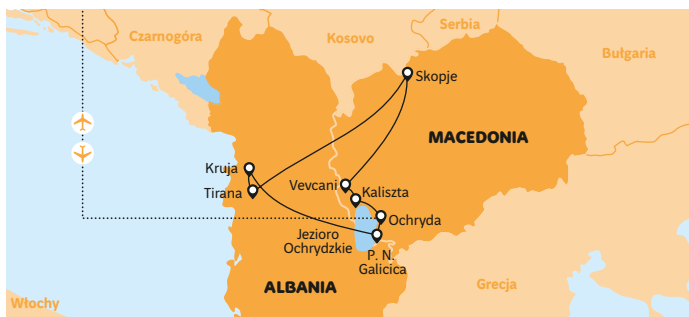 Serbia
Czarnogóra
Kosovo
Bułgaria
Skopje
MACEDONIA
Kruja
Vevcani
Tirana
Kaliszta
Ochryda
Jezioro
Ochrydzkie
P. N.
Galicica
ALBANIA
Grecja
Włochy